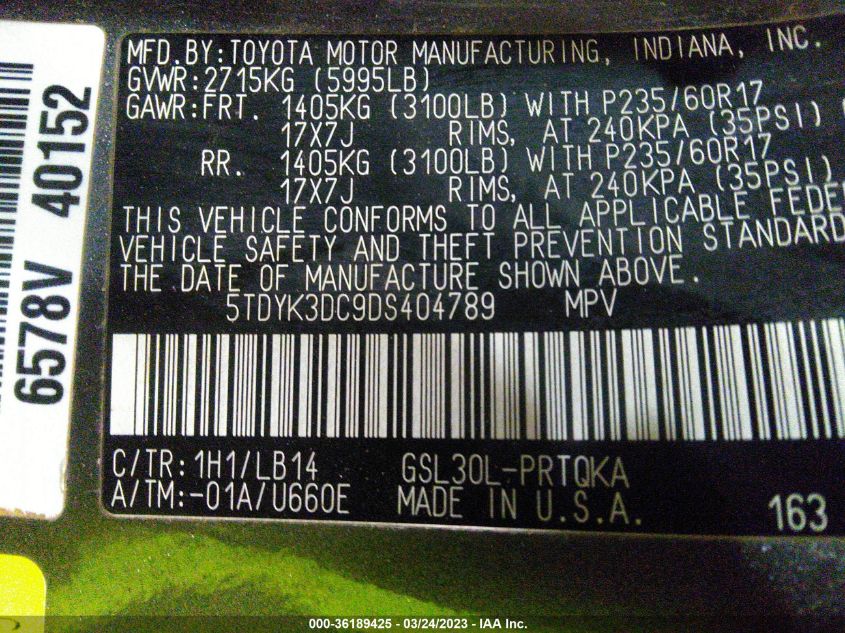 MFD.BY:TOYOTA MOTOR MANUFACTURING, INDIANA, INC.
GVWR:2715KG (5995LB)
GAWR:FRT. 1405KG (3100LB) WITH P235/60R17
17X7J RIMS, AT 240KPA (35PSI)
RR. 1405KG (3100LB) WITH P235/60R17
17X7J RIMS, AT 240KPA (35PSI)
THIS VEHICLE CONFORMS TO ALL APPLICABLE FEDE
VEHICLE SAFETY AND THEFT PREVENTION STANDARD
THE DATE OF MANUFACTURE SHOWN ABOVE.
5TDYK3DC9DS404789 MPV
C/TR:1H1/LB14 GSL30L-PRTQKA
A/TM:-01A/U660E MADE IN U.S.A. 163
6578V 40152
000-36189425 - 03/24/2023 - IAA Inc.